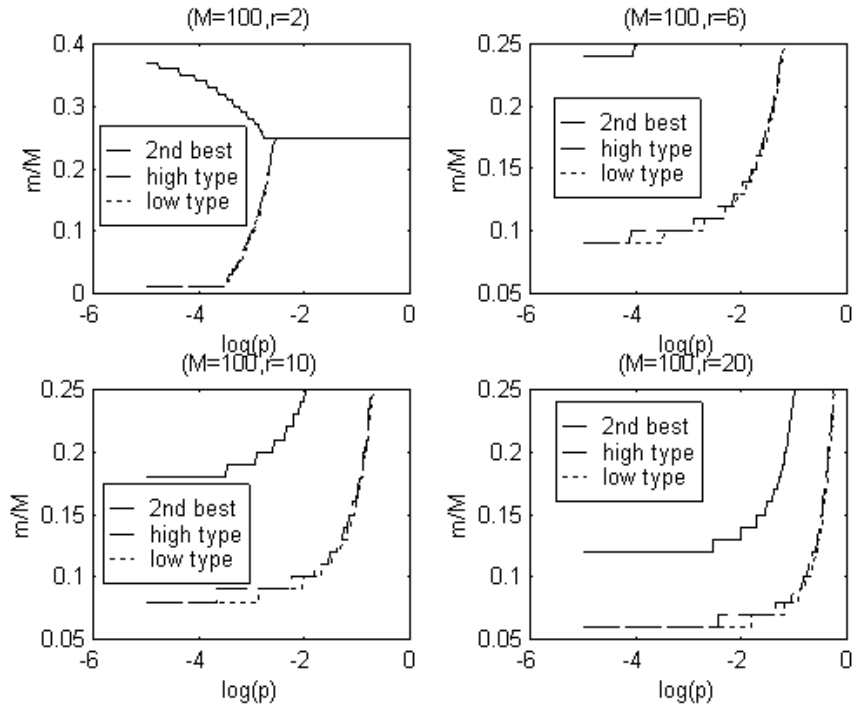 (M=100,r=2)
0.4
0.3
0.2
0.1
0
m/M
2nd best
high type
low type
-6
-4
-2
0
log(p)
(M=100,r=6)
0.25
0.2
0.15
0.1
0.05
m/M
2nd best
high type
low type
-6
-4
-2
0
log(p)
(M=100,r=10)
0.25
0.2
0.15
0.1
0.05
m/M
2nd best
high type
low type
-6
-4
-2
0
log(p)
(M=100,r=20)
0.25
0.2
0.15
0.1
0.05
m/M
2nd best
high type
low type
-6
-4
-2
0
log(p)